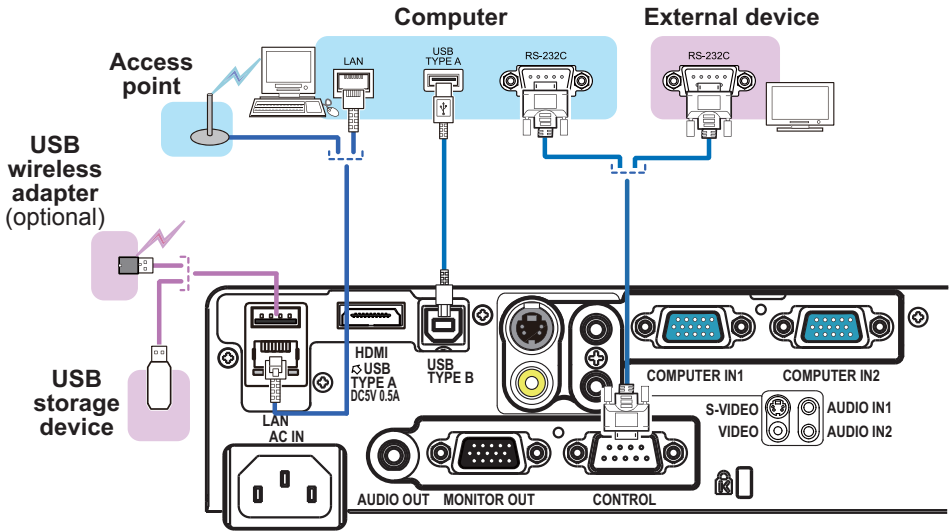 Computer
External device
Access
point
LAN
USB
TYPE A
RS-232C
RS-232C
USB
wireless
adapter
(optional)
USB
storage
device
HDMI
USB
TYPE A
DC5V 0.5A
USB
TYPE B
LAN
AC IN
COMPUTER IN1
COMPUTER IN2
S-VIDEO
VIDEO
AUDIO IN1
AUDIO IN2
AUDIO OUT
MONITOR OUT
CONTROL
K